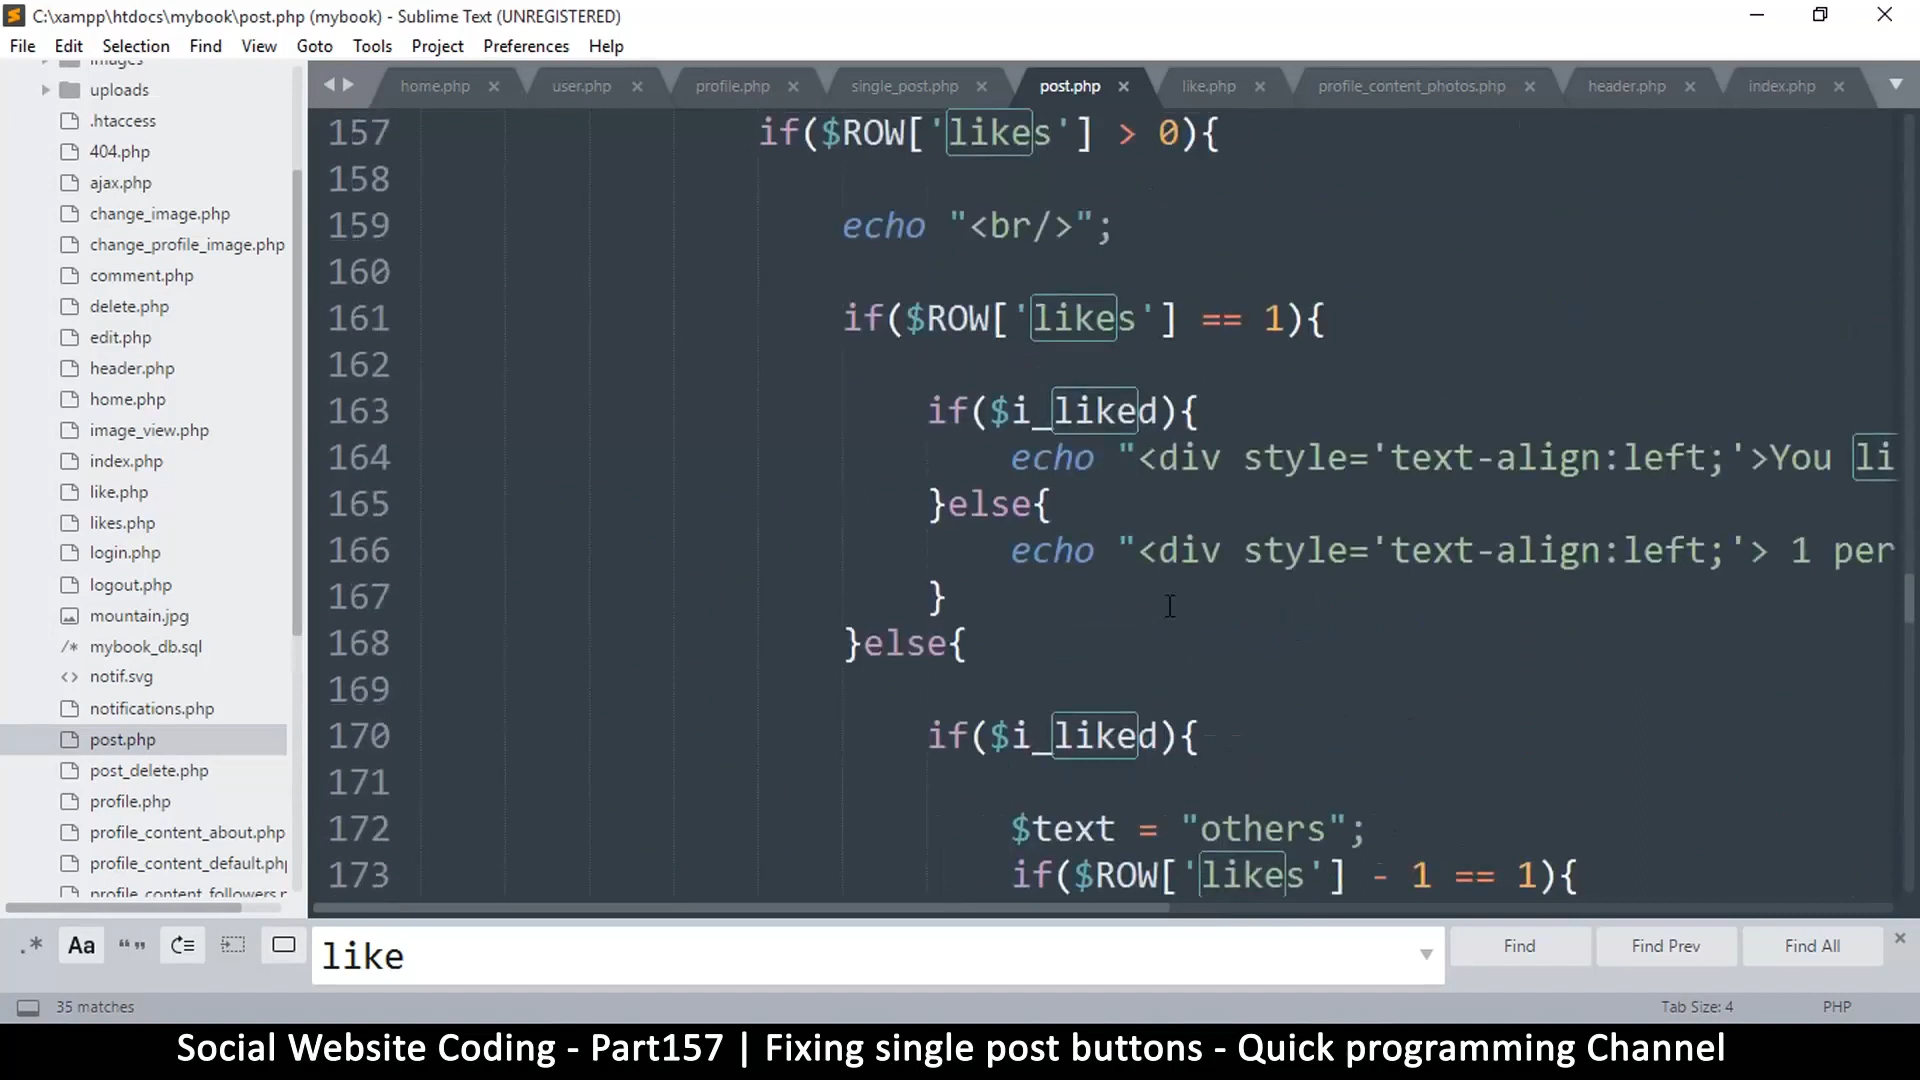 C:\xampp\htdocs\mybook\post.php (mybook) - Sublime Text (UNREGISTERED)
File Edit Selection Find View Goto Tools Project Preferences Help
images
uploads
.htaccess
404.php
ajax.php
change_image.php
change_profile_image.php
comment.php
delete.php
edit.php
header.php
home.php
image_view.php
index.php
like.php
likes.php
login.php
logout.php
mountain.jpg
/* mybook_db.sql
<> notif.svg
notifications.php
post.php
post_delete.php
profile.php
profile_content_about.php
profile_content_default.php
profile_content_followers.p
home.php × user.php × profile.php × single_post.php × post.php × like.php × profile_content_photos.php × header.php × index.php ×
157 if($ROW['likes'] > 0){
158
159 echo "<br/>";
160
161 if($ROW['likes'] == 1){
162
163 if($i_liked){
164 echo "<div style='text-align:left;'>You li
165 }else{
166 echo "<div style='text-align:left;'> 1 per
167 }
168 }else{
169
170 if($i_liked){
171
172 $text = "others";
173 if($ROW['likes'] - 1 == 1){
.* Aa “” like Find Find Prev Find All ×
35 matches Tab Size: 4 PHP
Social Website Coding - Part157 | Fixing single post buttons - Quick programming Channel